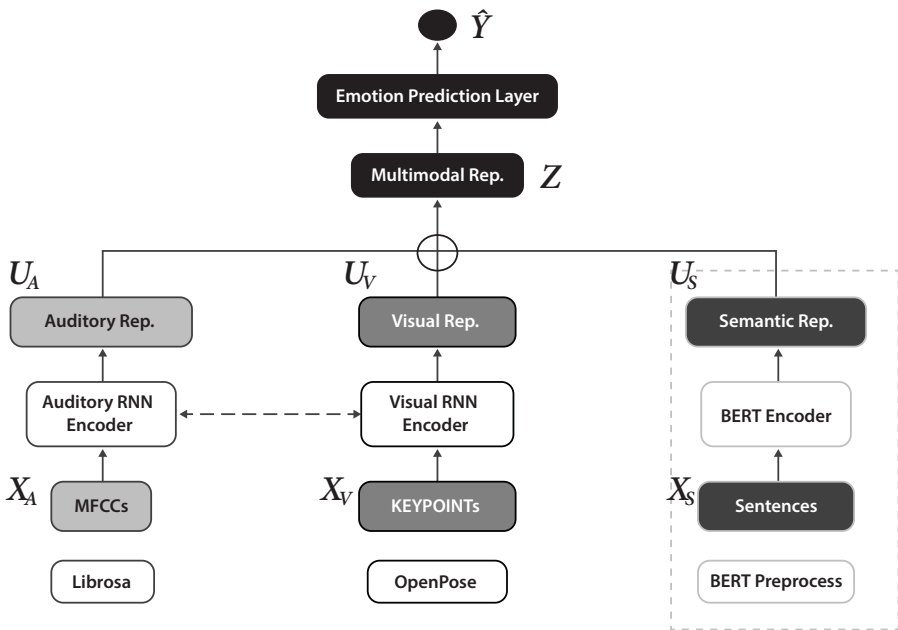 Ŷ
Emotion Prediction Layer
Multimodal Rep.
Z
U_A
U_V
U_S
Auditory Rep.
Visual Rep.
Semantic Rep.
Auditory RNN
Encoder
Visual RNN
Encoder
BERT Encoder
X_A
X_V
X_S
MFCCs
KEYPOINTs
Sentences
Librosa
OpenPose
BERT Preprocess